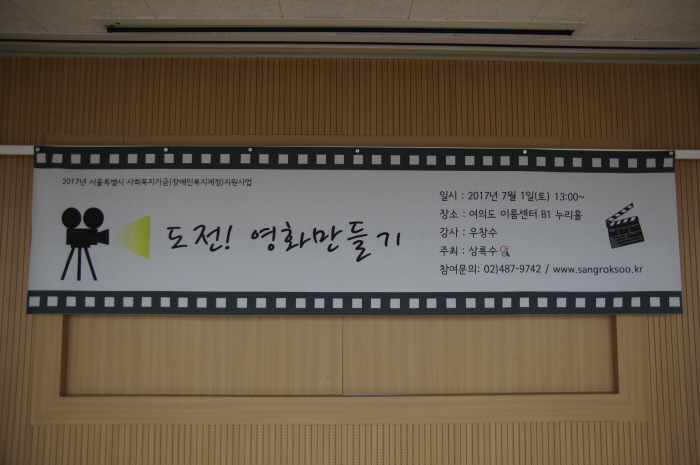 2017년 서울특별시 사회복지기금(장애인복지계정)지원사업
도전! 영화만들기
일시 : 2017년 7월 1일(토) 13:00~
장소 : 여의도 이룸센터 B1 누리홀
강사 : 우창수
주최 : 상록수
참여문의: 02)487-9742 / www.sangroksoo.kr